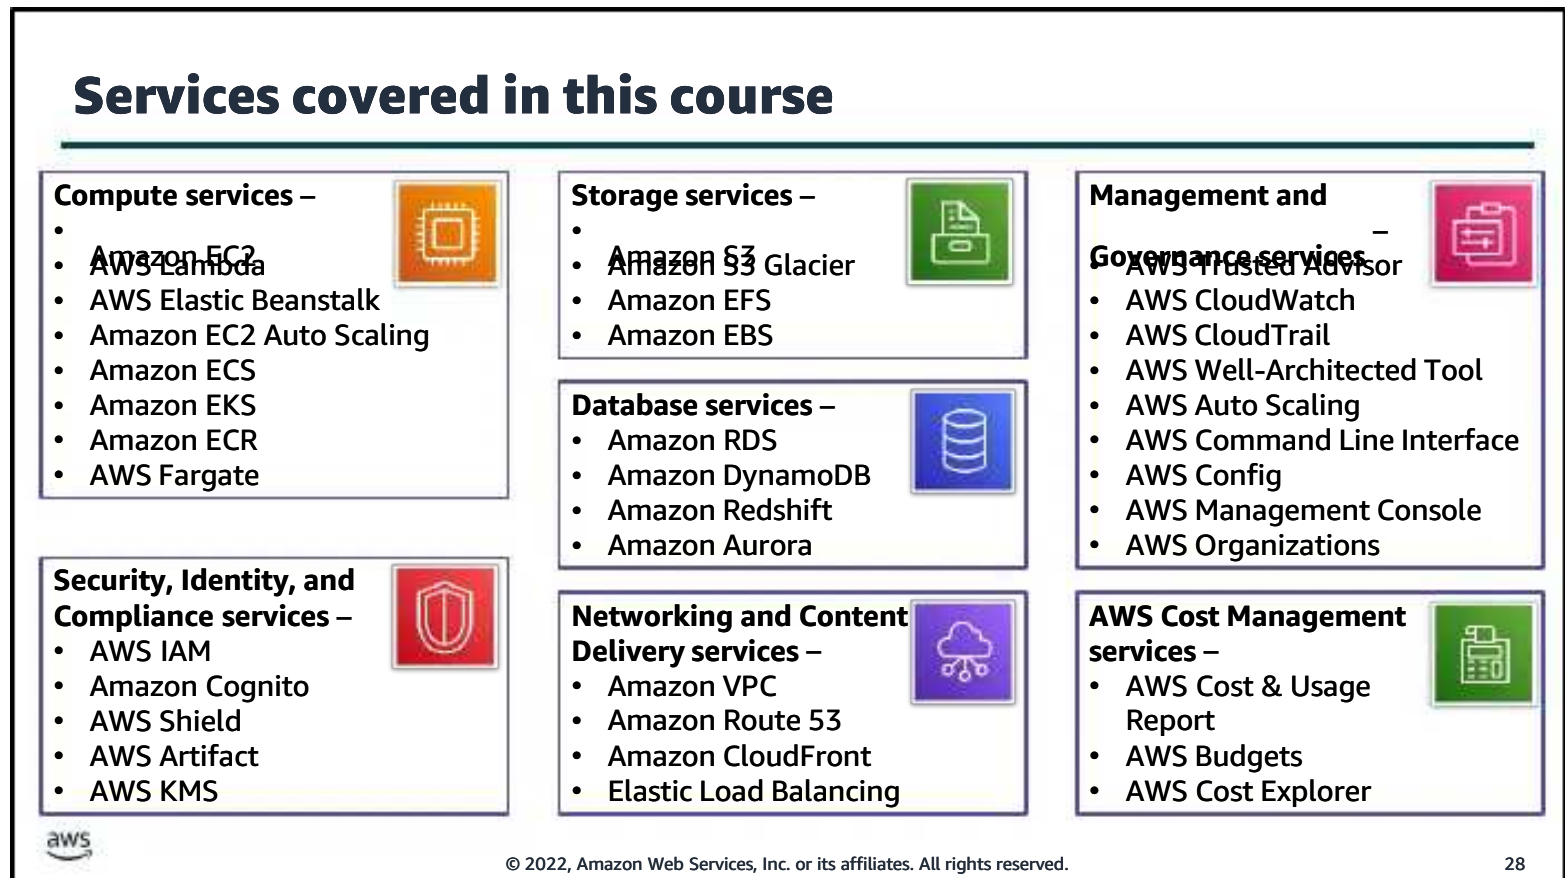 Services covered in this course
Compute services –
• Amazon EC2
• AWS Lambda
• AWS Elastic Beanstalk
• Amazon EC2 Auto Scaling
• Amazon ECS
• Amazon EKS
• Amazon ECR
• AWS Fargate
Security, Identity, and
Compliance services –
• AWS IAM
• Amazon Cognito
• AWS Shield
• AWS Artifact
• AWS KMS
Storage services –
• Amazon S3
• Amazon S3 Glacier
• Amazon EFS
• Amazon EBS
Database services –
• Amazon RDS
• Amazon DynamoDB
• Amazon Redshift
• Amazon Aurora
Networking and Content
Delivery services –
• Amazon VPC
• Amazon Route 53
• Amazon CloudFront
• Elastic Load Balancing
Management and
Governance services –
• AWS Trusted Advisor
• AWS CloudWatch
• AWS CloudTrail
• AWS Well-Architected Tool
• AWS Auto Scaling
• AWS Command Line Interface
• AWS Config
• AWS Management Console
• AWS Organizations
AWS Cost Management
services –
• AWS Cost & Usage
Report
• AWS Budgets
• AWS Cost Explorer
aws
© 2022, Amazon Web Services, Inc. or its affiliates. All rights reserved.
28